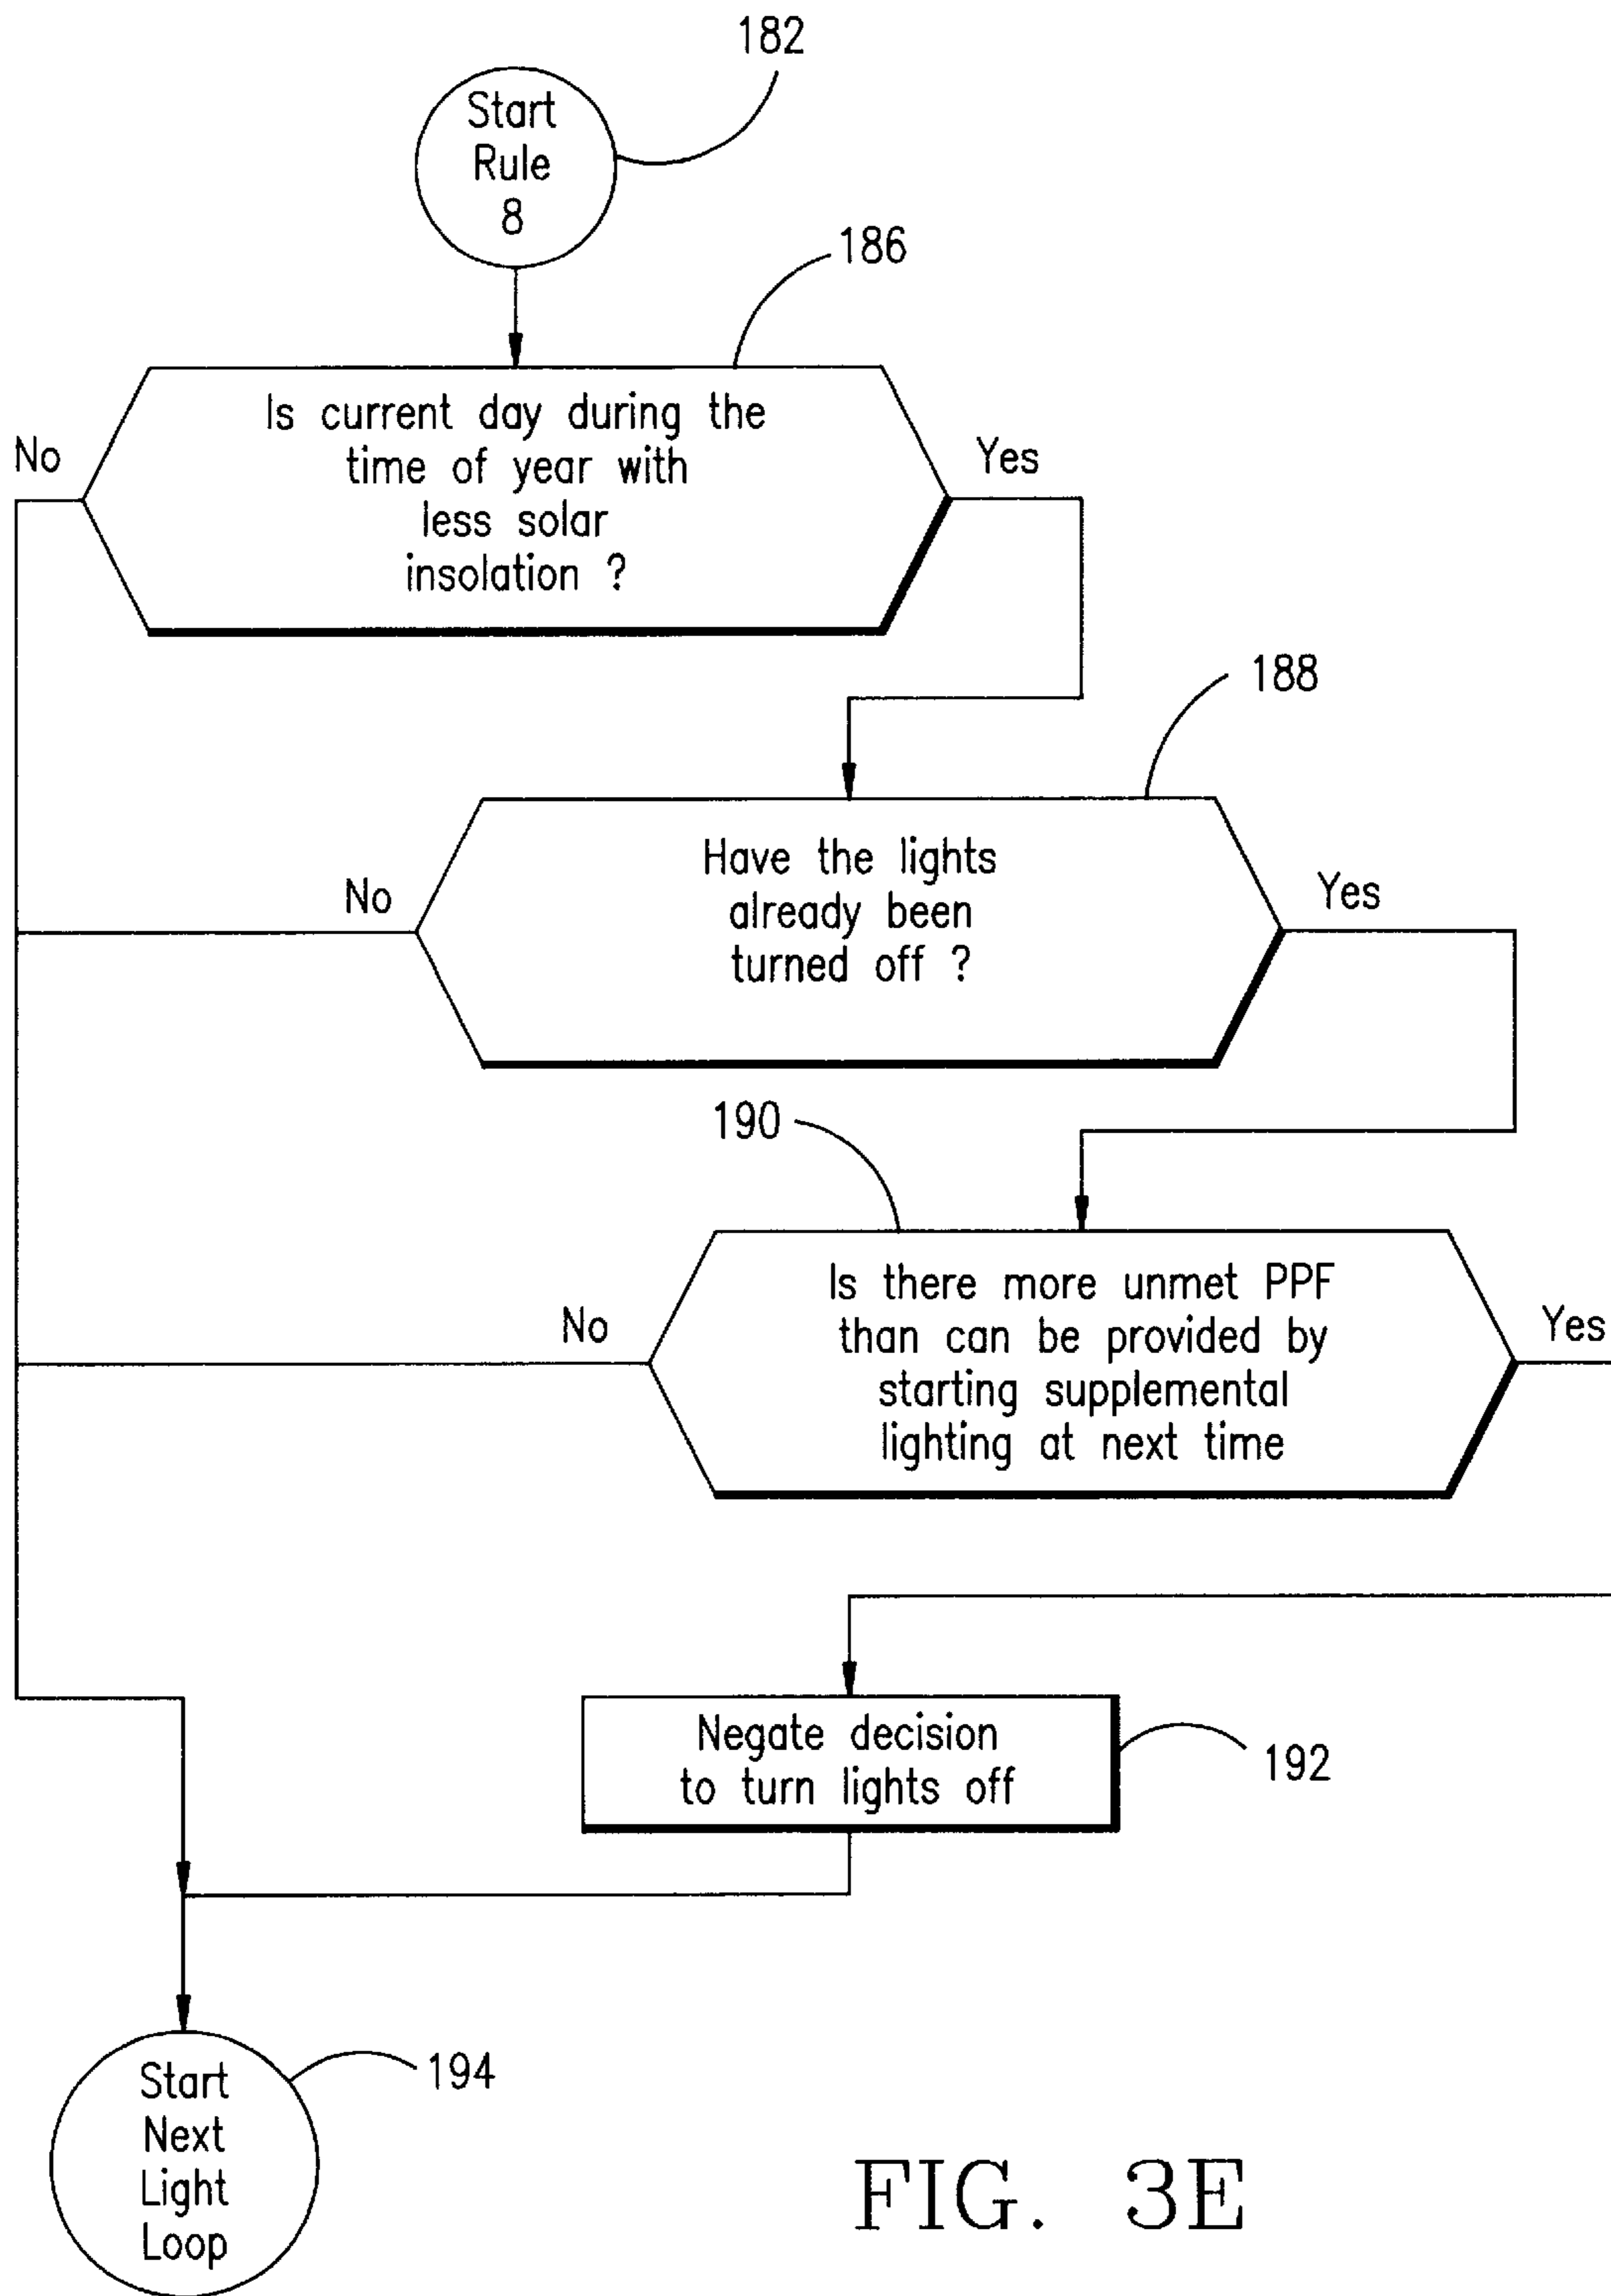 182
Start
Rule
8
186
Is current day during the
time of year with
less solar
insolation ?
No
Yes
188
Have the lights
already been
turned off ?
No
Yes
190
Is there more unmet PPF
than can be provided by
starting supplemental
lighting at next time
No
Yes
Negate decision
to turn lights off
192
Start
Next
Light
Loop
194
FIG. 3E